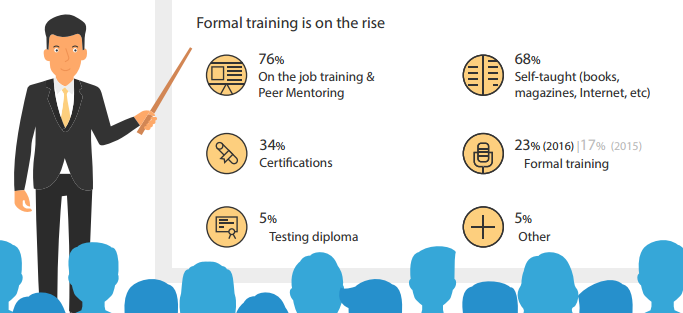 Formal training is on the rise
76%
On the job training &
Peer Mentoring
68%
Self-taught (books,
magazines, Internet, etc)
34%
Certifications
23% (2016) |17% (2015)
Formal training
5%
Testing diploma
5%
Other